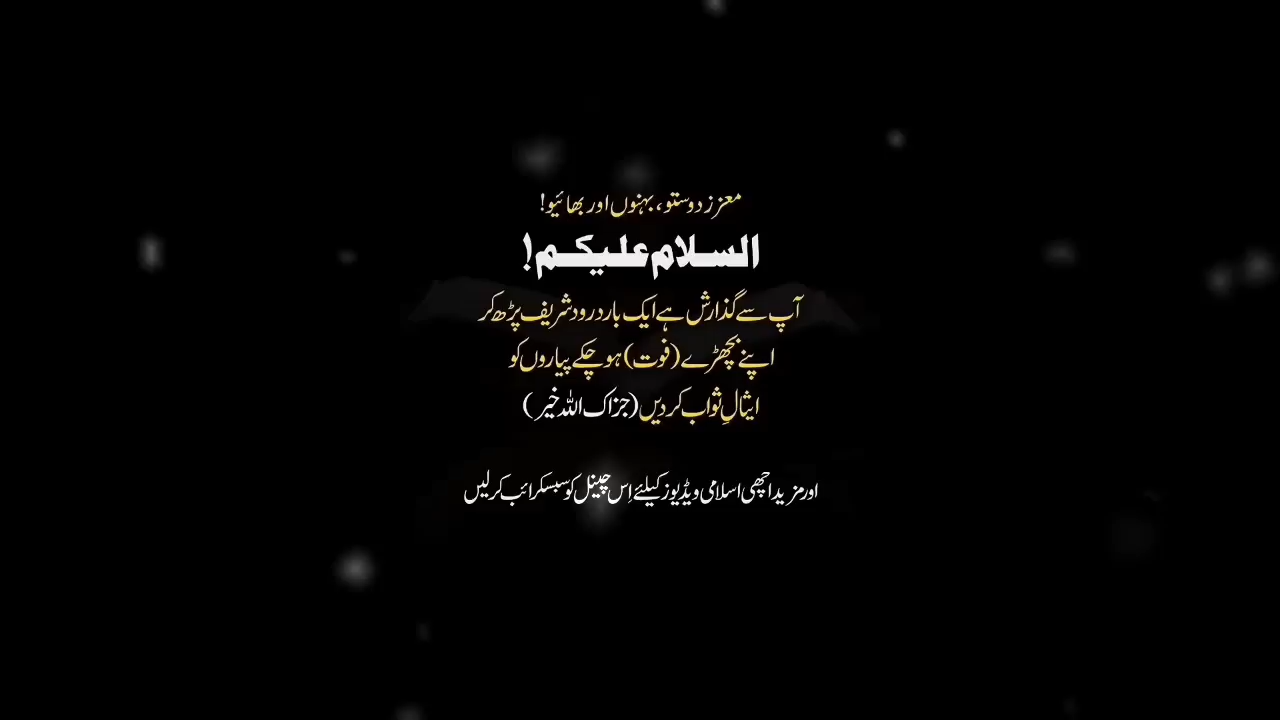 معزز دوستو، بہنوں اور بھائیو!
السلام علیکم!
آپ سے گذارش ہے ایک بار درود شریف پڑھ کر
اپنے بچھڑے (فوت) ہو چکے پیاروں کو
ایثالِ ثواب کر دیں (جزاک اللہ خیر)
اور مزید اچھی اسلامی ویڈیوز کیلئے اِس چینل کو سبسکرائب کر لیں